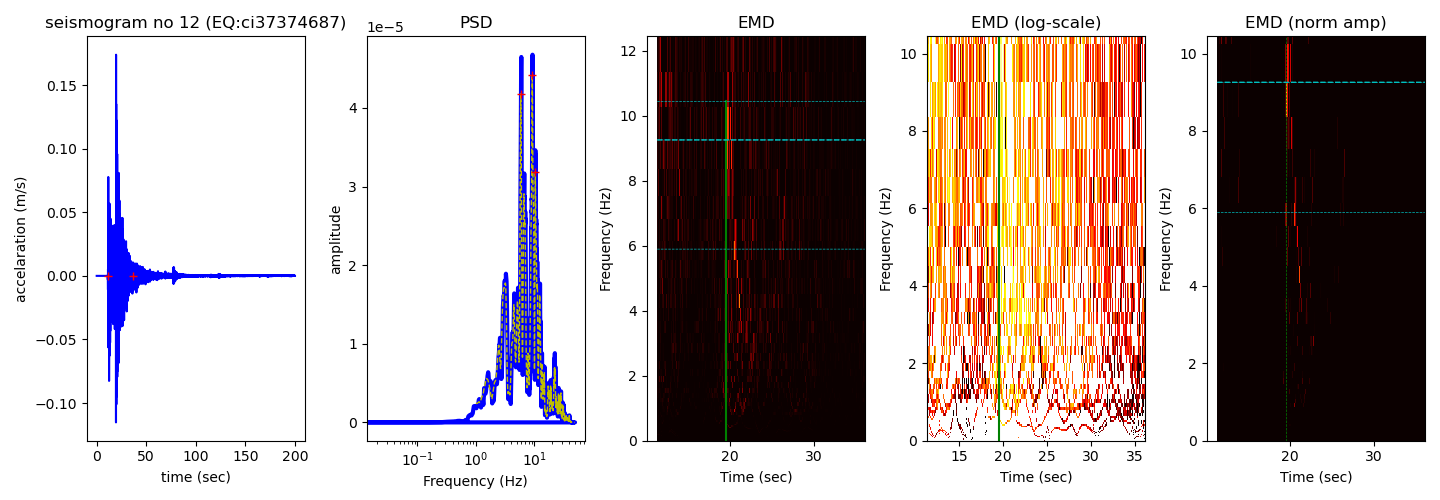 seismogram no 12 (EQ:ci37374687)
accelaration (m/s)
0.15
0.10
0.05
0.00
−0.05
−0.10
0 50 100 150 200
time (sec)
PSD
1e−5
amplitude
4
3
2
1
0
10⁻¹ 10⁰ 10¹
Frequency (Hz)
EMD
Frequency (Hz)
12
10
8
6
4
2
0
20 30
Time (sec)
EMD (log-scale)
Frequency (Hz)
10
8
6
4
2
0
15 20 25 30 35
Time (sec)
EMD (norm amp)
Frequency (Hz)
10
8
6
4
2
0
20 30
Time (sec)